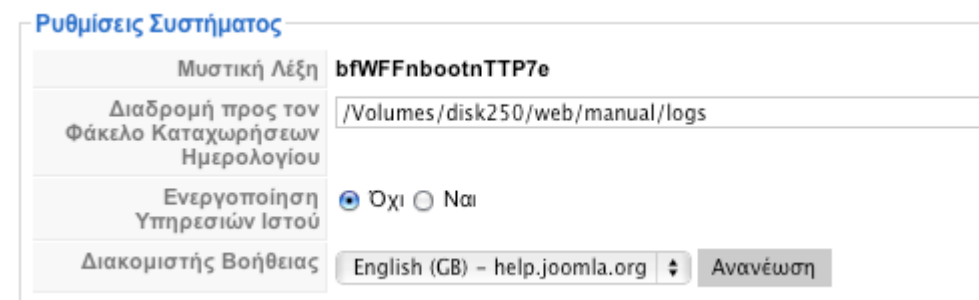 Ρυθμίσεις Συστήματος
Μυστική Λέξη bfWFFnbootnTTP7e
Διαδρομή προς τον
Φάκελο Καταχωρήσεων
Ημερολογίου
/Volumes/disk250/web/manual/logs
Ενεργοποίηση
Υπηρεσιών Ιστού
Όχι Ναι
Διακομιστής Βοήθειας English (GB) – help.joomla.org Ανανέωση